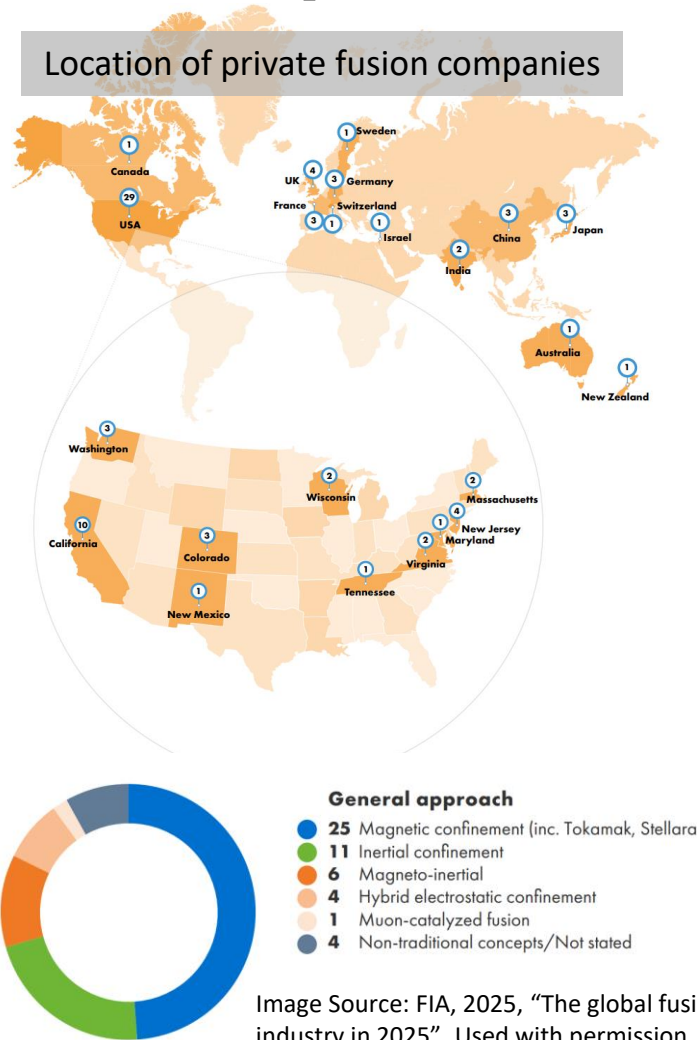 Location of private fusion companies
1 Sweden
1
Canada
4
UK
3 Germany
29
USA
France
3
Switzerland
1
1
Israel
3
China
3
Japan
2
India
1
Australia
1
New Zealand
3
Washington
2
Wisconsin
2
Massachusetts
10
California
3
Colorado
4
New Jersey
1
Maryland
2
Virginia
1
Tennessee
1
New Mexico
General approach
25 Magnetic confinement (inc. Tokamak, Stellara
11 Inertial confinement
6 Magneto-inertial
4 Hybrid electrostatic confinement
1 Muon-catalyzed fusion
4 Non-traditional concepts/Not stated
Image Source: FIA, 2025, “The global fusi
industry in 2025”. Used with permission